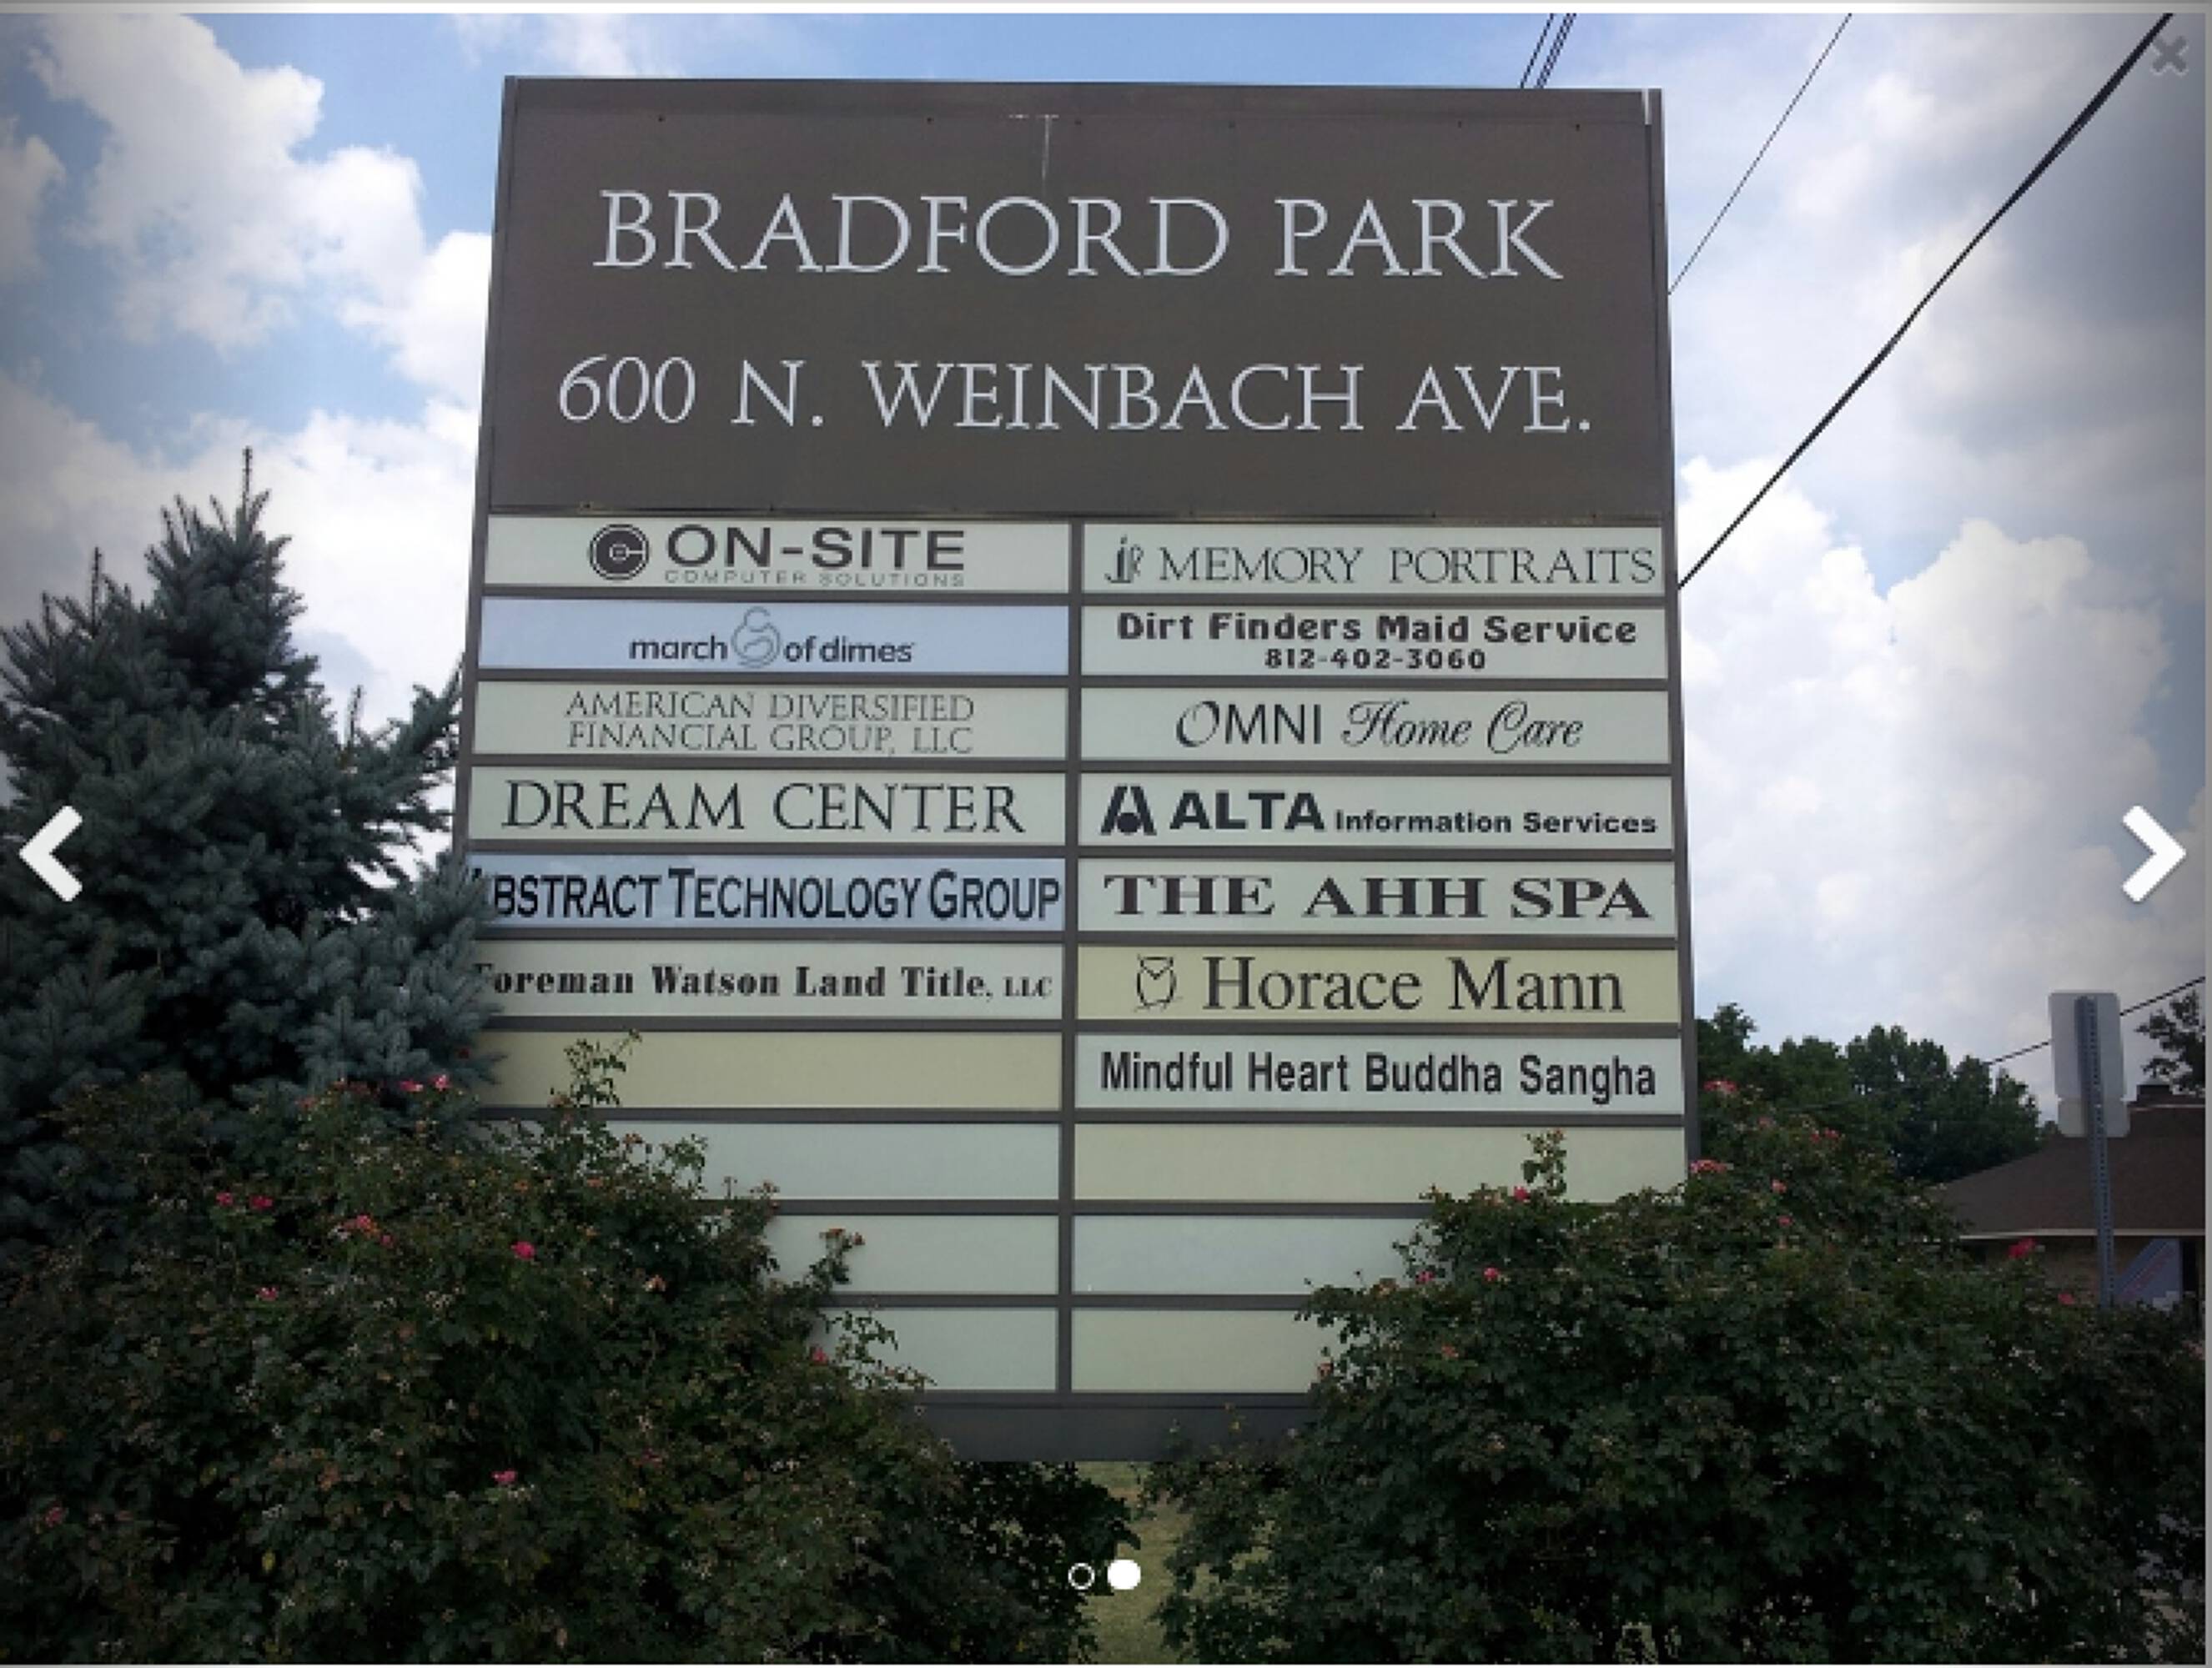 BRADFORD PARK
600 N. WEINBACH AVE.
ON-SITE
COMPUTER SOLUTIONS
MEMORY PORTRAITS
march of dimes
Dirt Finders Maid Service
812-402-3060
AMERICAN DIVERSIFIED
FINANCIAL GROUP, LLC
OMNI Home Care
DREAM CENTER
ALTA Information Services
ABSTRACT TECHNOLOGY GROUP
THE AHH SPA
Foreman Watson Land Title, LLC
Horace Mann
Mindful Heart Buddha Sangha